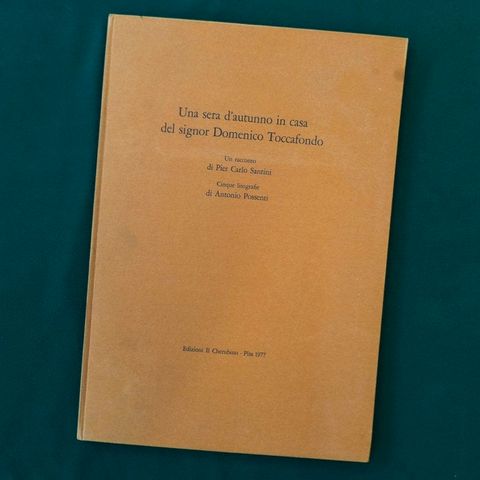 Una sera d'autunno in casa
del signor Domenico Toccafondo
Un racconto
di Pier Carlo Santini
Cinque litografie
di Antonio Possenti
Edizioni Il Cherubino - Pisa 1977